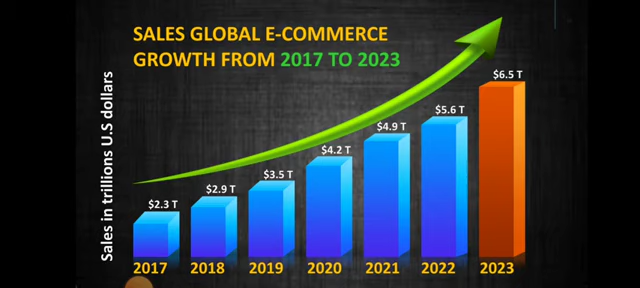 SALES GLOBAL E-COMMERCE
GROWTH FROM 2017 TO 2023
Sales in trillions U.S dollars
$2.3 T
$2.9 T
$3.5 T
$4.2 T
$4.9 T
$5.6 T
$6.5 T
2017
2018
2019
2020
2021
2022
2023